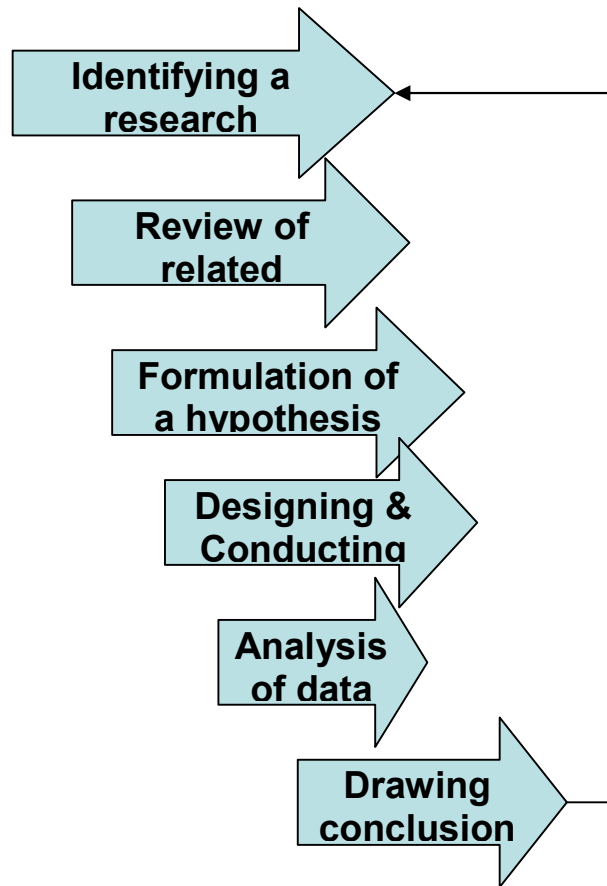 Identifying a
research
Review of
related
Formulation of
a hypothesis
Designing &
Conducting
Analysis
of data
Drawing
conclusion